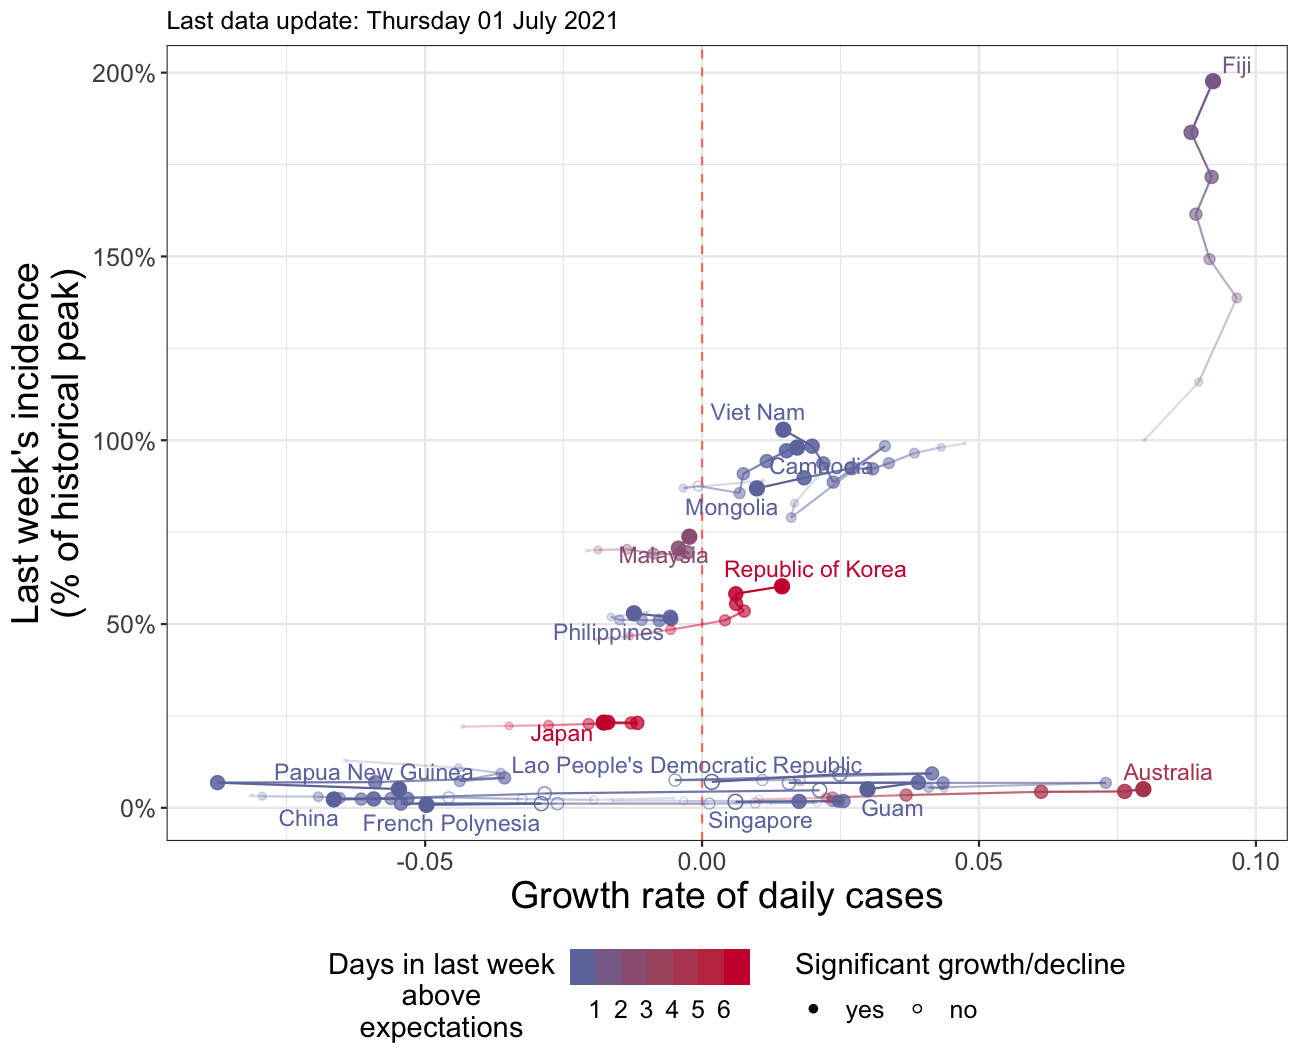 Last data update: Thursday 01 July 2021
Last week's incidence
(% of historical peak)
200%
150%
100%
50%
0%
Fiji
Viet Nam
Cambodia
Mongolia
Malaysia
Republic of Korea
Philippines
Japan
Papua New Guinea
Lao People's Democratic Republic
Australia
China
French Polynesia
Singapore
Guam
-0.05
0.00
0.05
0.10
Growth rate of daily cases
Days in last week
above
expectations
1 2 3 4 5 6
Significant growth/decline
yes
no